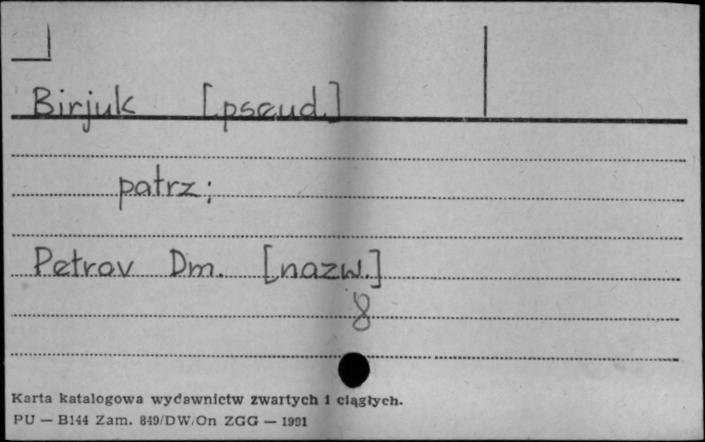 Birjuk [pseud.]
patrz:
Petrov Dm. [nazw.]
8
Karta katalogowa wydawnictw zwartych i ciągłych.
PU — B144 Zam. 849/DW/On ZGG — 1991